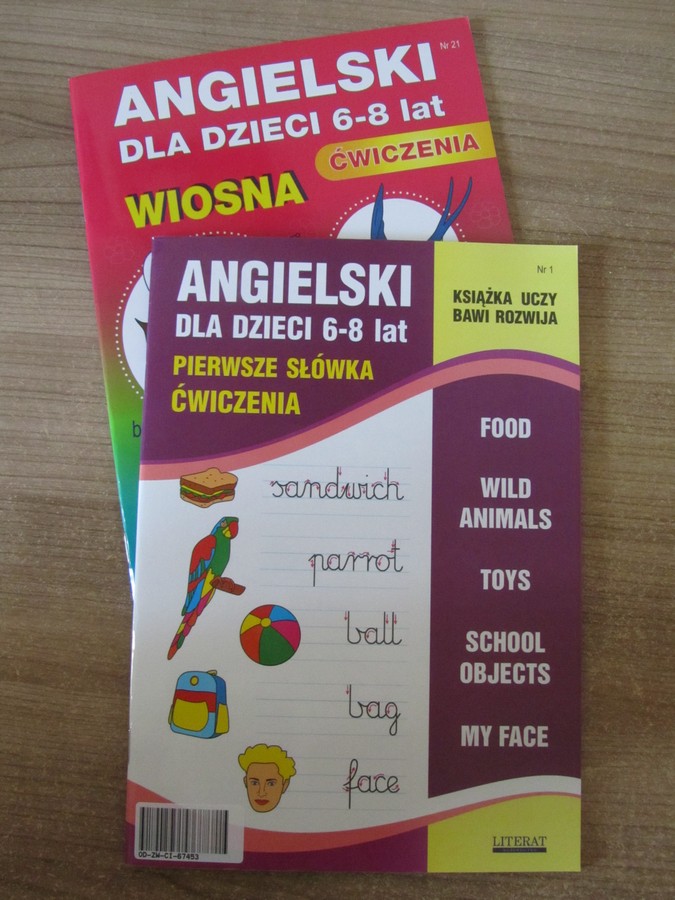 Nr 21
ANGIELSKI
DLA DZIECI 6-8 lat
ĆWICZENIA
WIOSNA
b
ANGIELSKI
DLA DZIECI 6-8 lat
PIERWSZE SŁÓWKA
ĆWICZENIA
Nr 1
KSIĄŻKA UCZY
BAWI ROZWIJA
sandwich
parrot
ball
bag
face
FOOD
WILD
ANIMALS
TOYS
SCHOOL
OBJECTS
MY FACE
OD-ZW-CI-67453
LITERAT